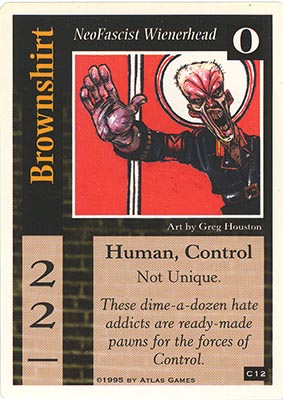 NeoFascist Wienerhead
0
Brownshirt
Art by Greg Houston
Human, Control
Not Unique.
These dime-a-dozen hate
addicts are ready-made
pawns for the forces of
Control.
2
2
|
©1995 by Atlas Games
C12